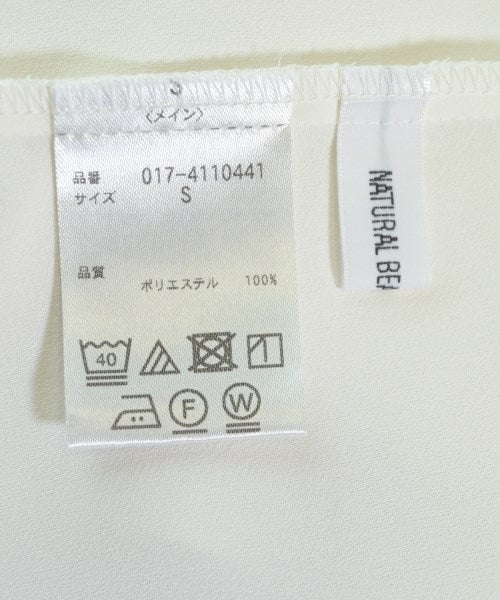 〈メイン〉
品番 017-4110441
サイズ S
品質 ポリエステル 100%
40
F W
NATURAL BEA